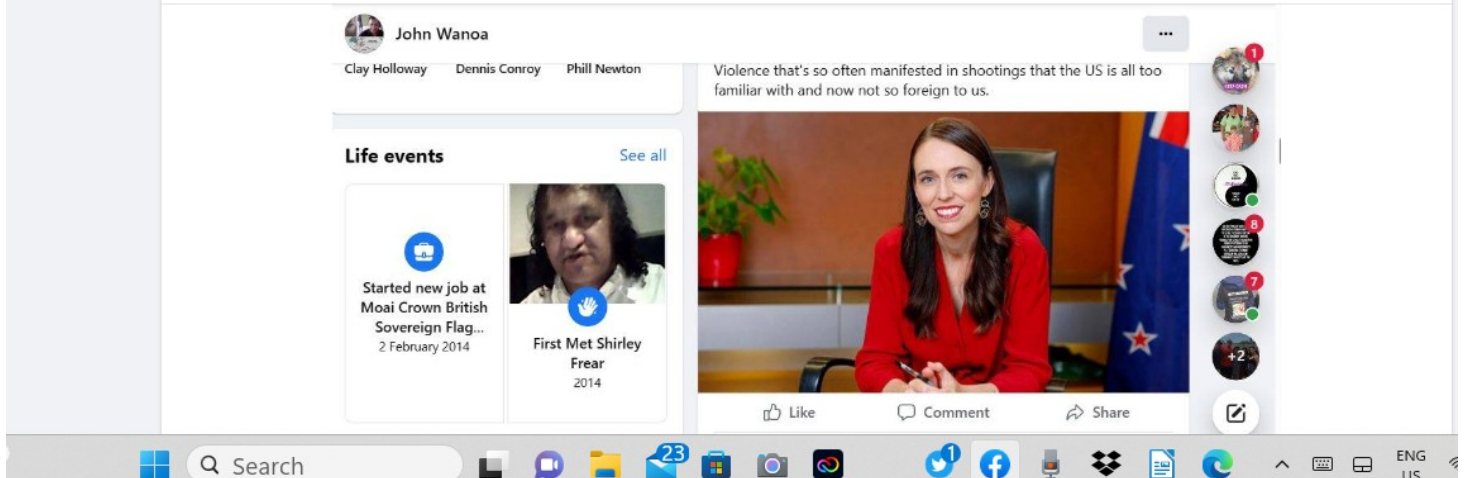 John Wanoa
...
Clay Holloway Dennis Conroy Phill Newton
Violence that's so often manifested in shootings that the US is all too
familiar with and now not so foreign to us.
Life events
See all
Started new job at
Moai Crown British
Sovereign Flag...
2 February 2014
First Met Shirley
Frear
2014
Like Comment Share
1
8
7
+2
Search
23
1
ENG
US